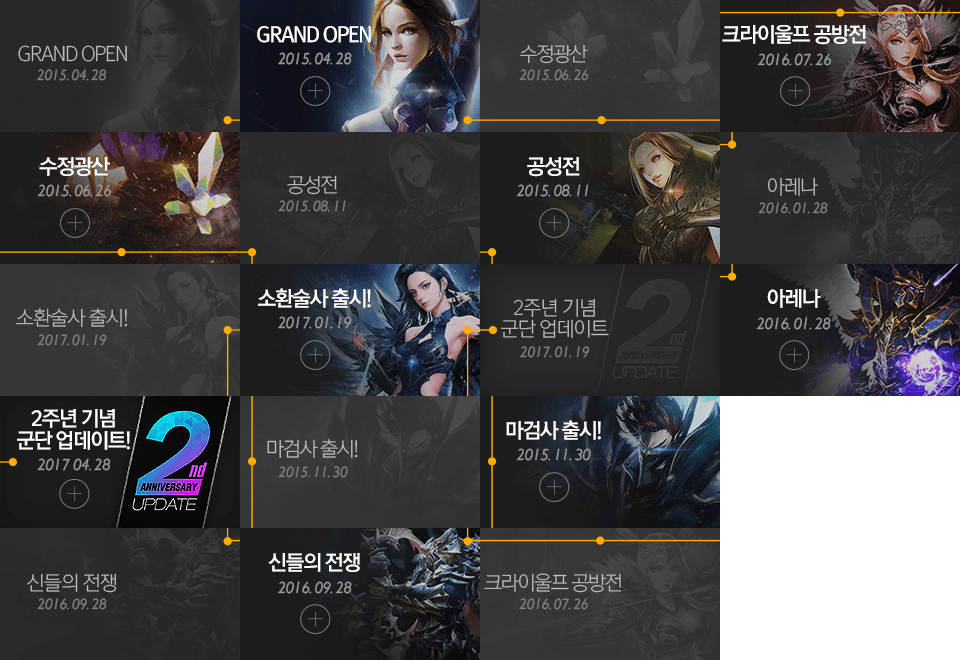 GRAND OPEN
2015.04.28
GRAND OPEN
2015.04.28
수정광산
2015.06.26
크라이울프 공방전
2016.07.26
수정광산
2015.06.26
공성전
2015.08.11
공성전
2015.08.11
아레나
2016.01.28
소환술사 출시!
2017.01.19
소환술사 출시!
2017.01.19
2주년 기념
군단 업데이트
2017.01.19
2nd
ANNIVERSARY
UPDATE
아레나
2016.01.28
2주년 기념
군단 업데이트!
2017 04.28
2nd
ANNIVERSARY
UPDATE
마검사 출시!
2015.11.30
마검사 출시!
2015.11.30
신들의 전쟁
2016.09.28
신들의 전쟁
2016.09.28
크라이울프 공방전
2016.07.26